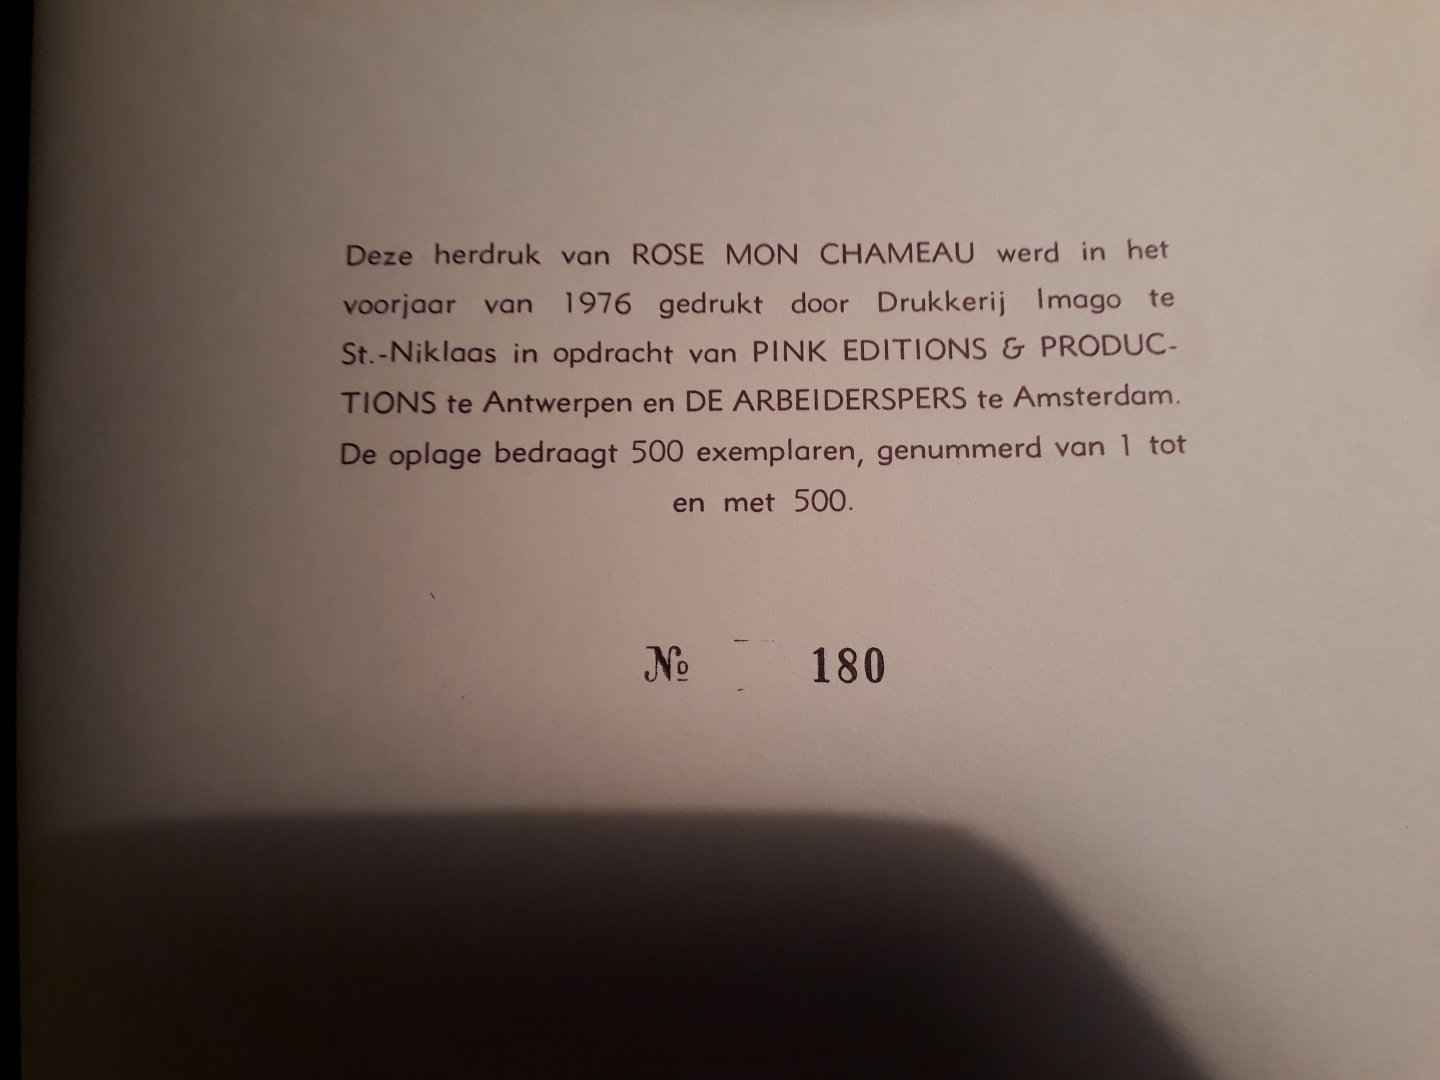 Deze herdruk van ROSE MON CHAMEAU werd in het
voorjaar van 1976 gedrukt door Drukkerij Imago te
St.-Niklaas in opdracht van PINK EDITIONS & PRODUC-
TIONS te Antwerpen en DE ARBEIDERSPERS te Amsterdam.
De oplage bedraagt 500 exemplaren, genummerd van 1 tot
en met 500.
№ 180